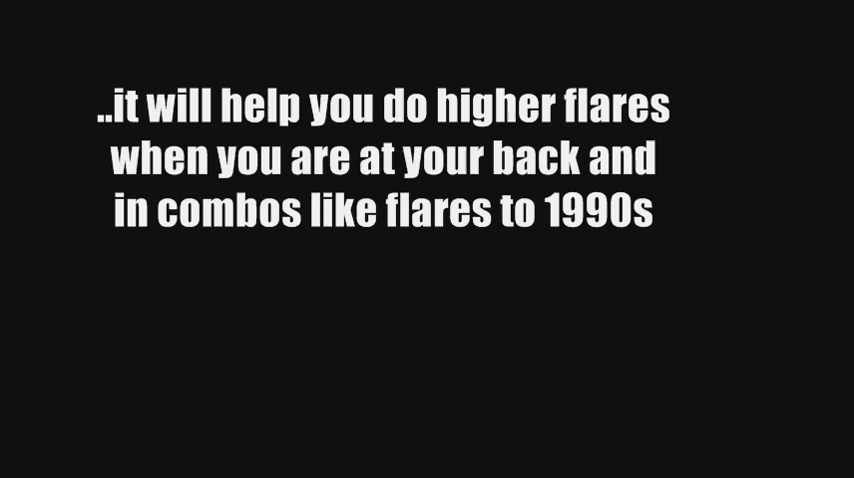 ..it will help you do higher flares
when you are at your back and
in combos like flares to 1990s